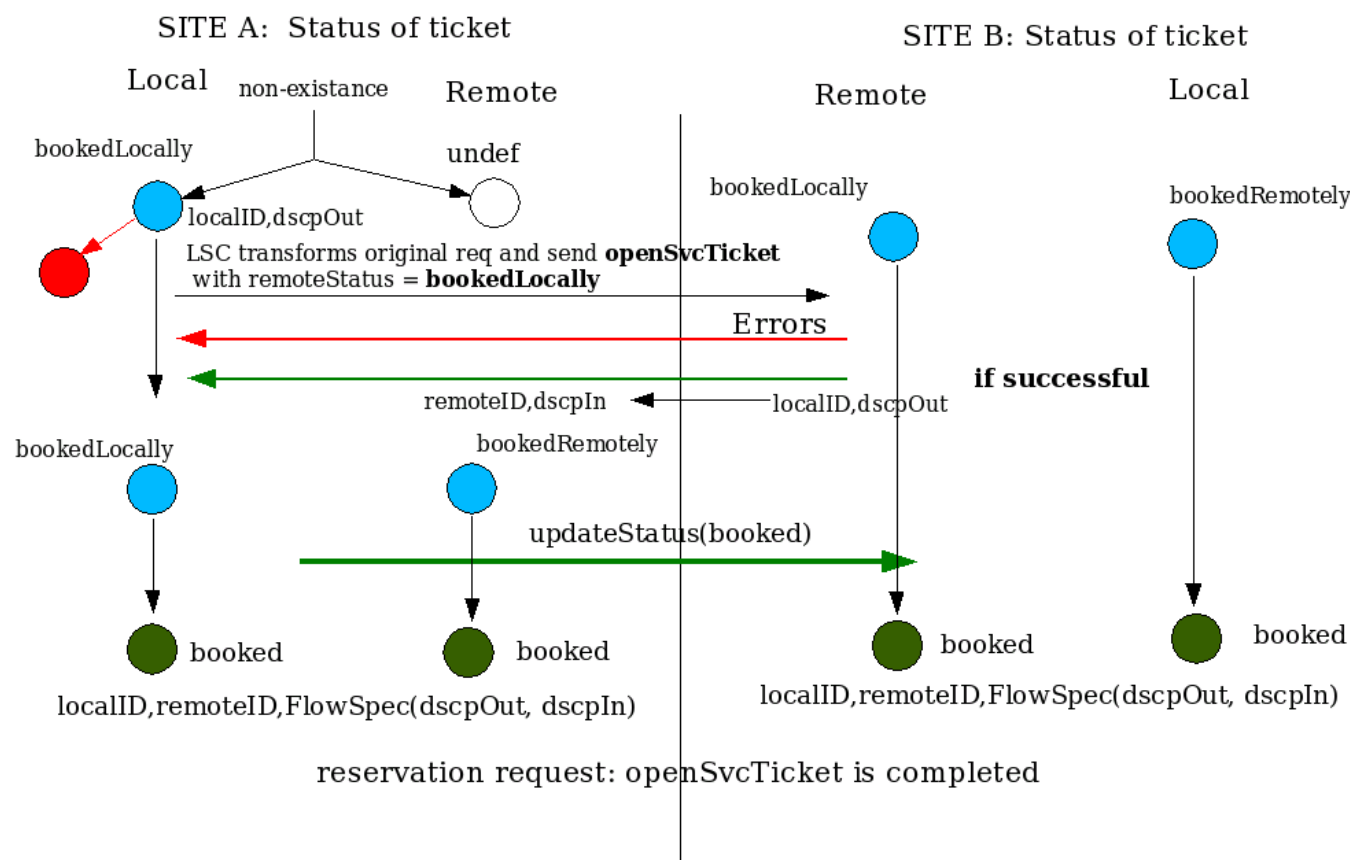 SITE A: Status of ticket
SITE B: Status of ticket
Local
non-existance
Remote
Remote
Local
bookedLocally
undef
bookedLocally
bookedRemotely
localID,dscpOut
LSC transforms original req and send openSvcTicket
with remoteStatus = bookedLocally
Errors
if successful
remoteID,dscpIn
localID,dscpOut
bookedLocally
bookedRemotely
updateStatus(booked)
booked
booked
booked
booked
localID,remoteID,FlowSpec(dscpOut, dscpIn)
localID,remoteID,FlowSpec(dscpOut, dscpIn)
reservation request: openSvcTicket is completed